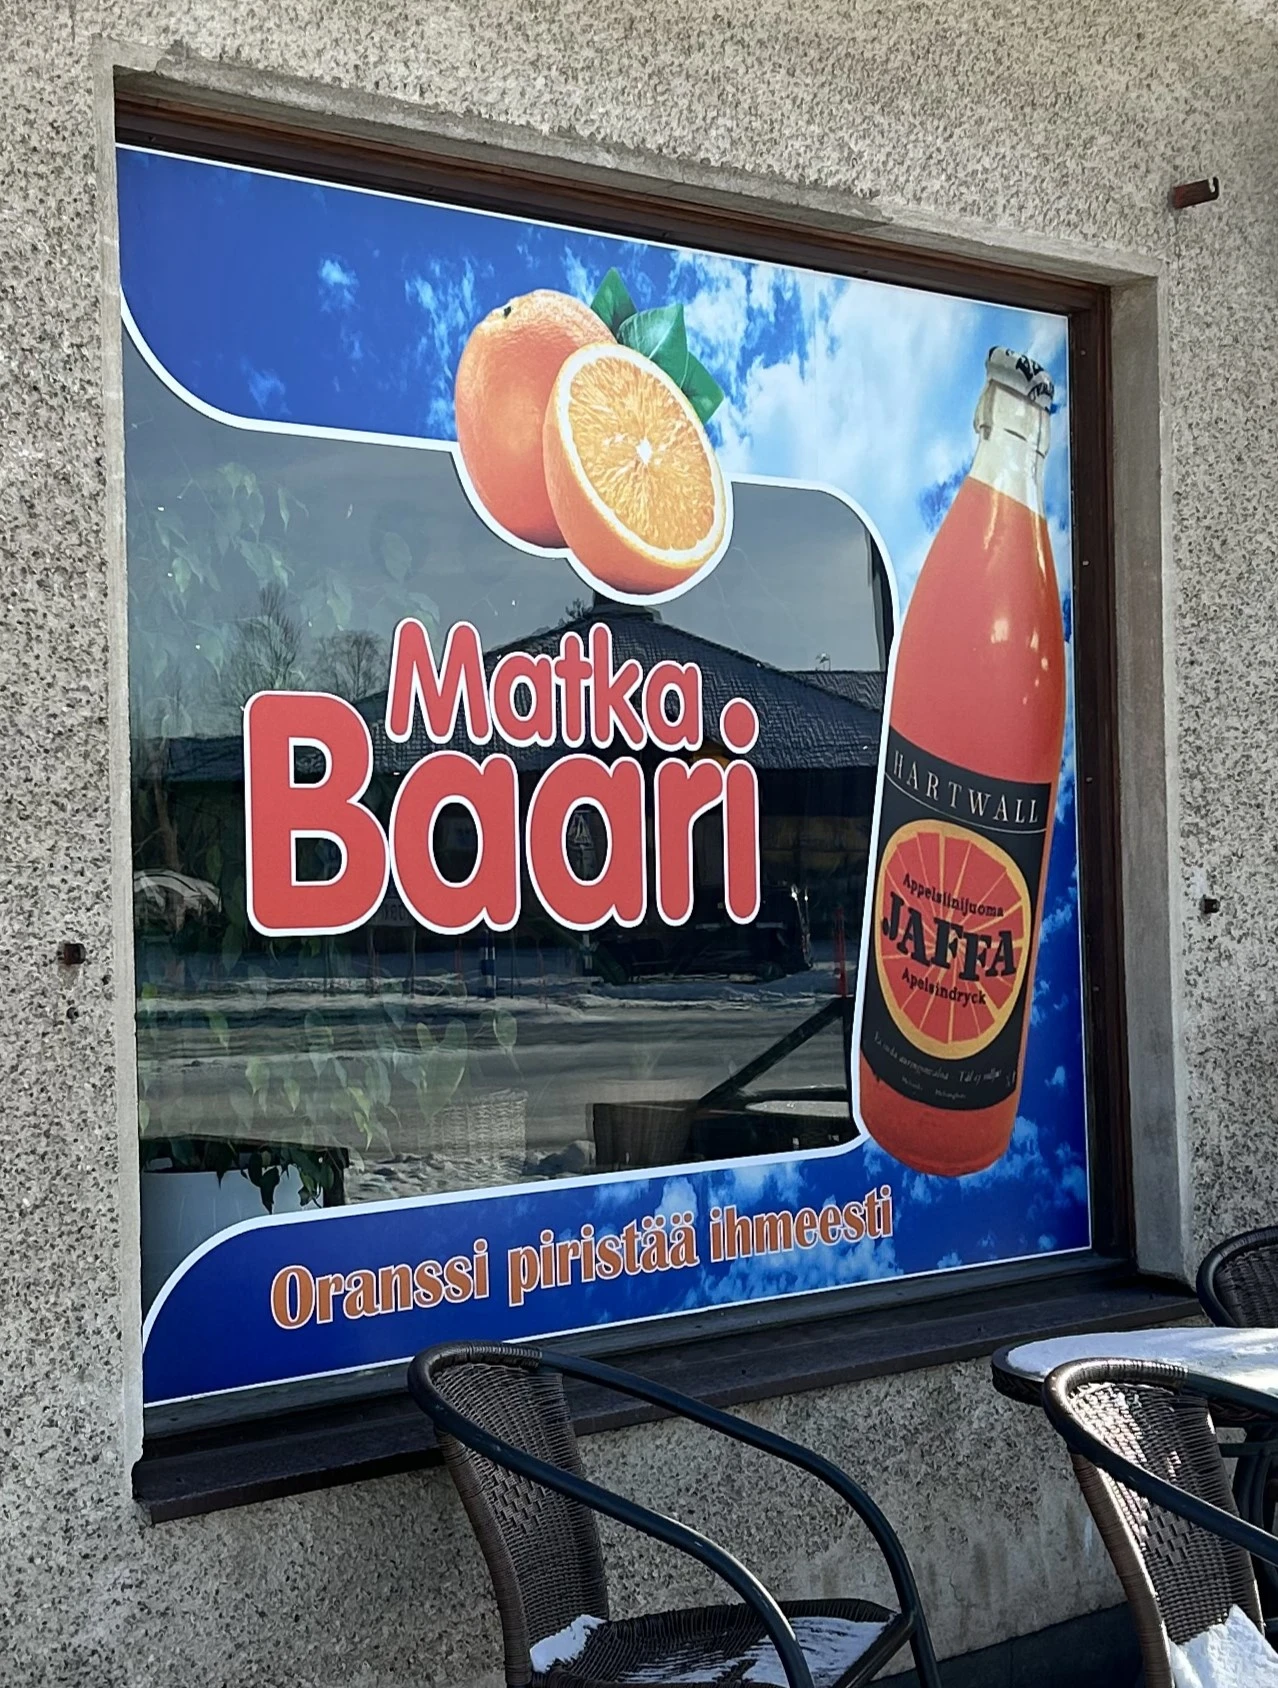 Matka
Baari
HARTWALL
Appelsiinijuoma
JAFFA
Apelsindryck
Oranssi piristää ihmeesti